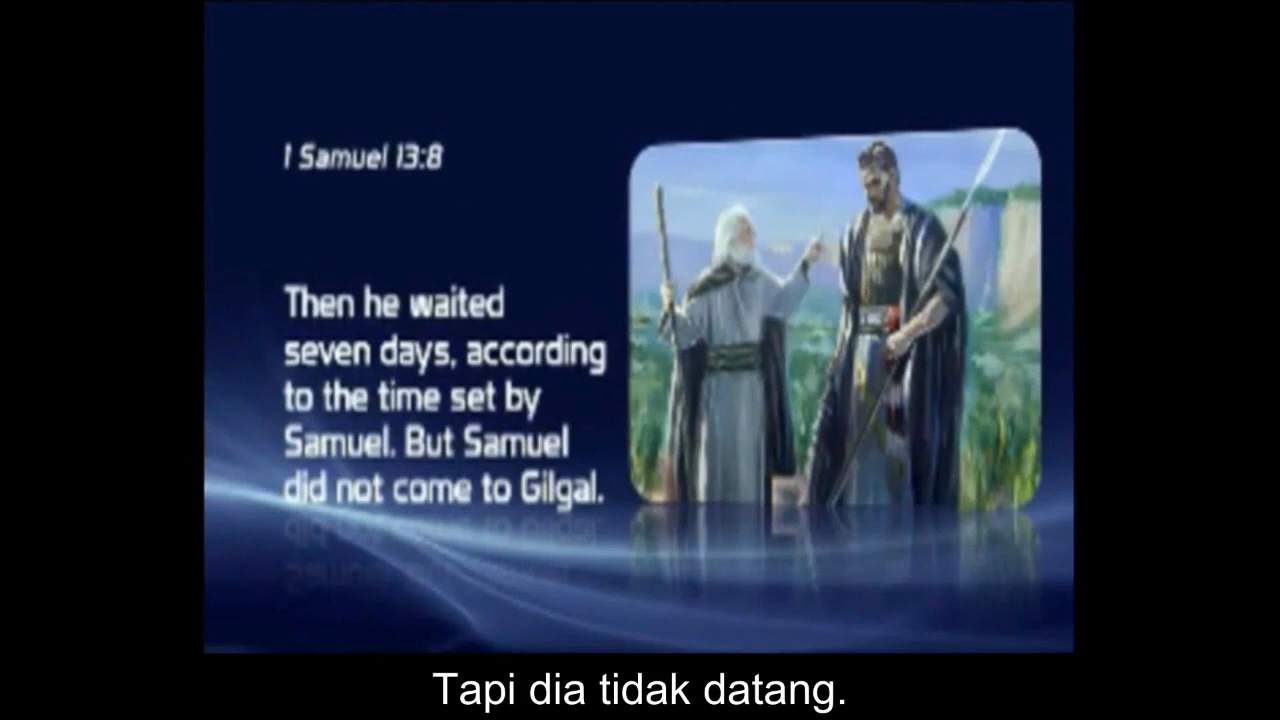 1 Samuel 13:8
Then he waited
seven days, according
to the time set by
Samuel. But Samuel
did not come to Gilgal.
Tapi dia tidak datang.